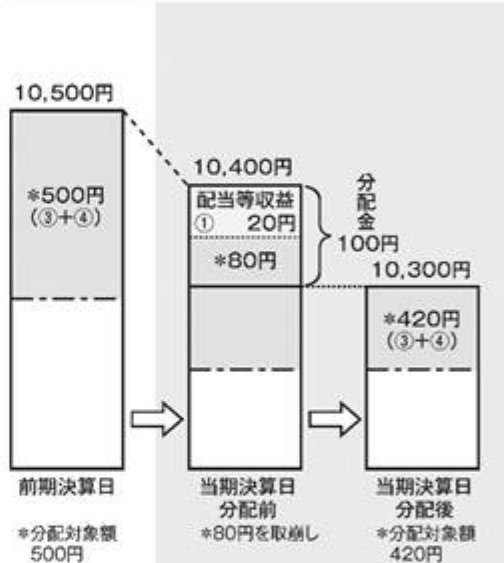 10,500円
*500円
(③+④)
前期決算日
*分配対象額
500円
10,400円
配当等収益
① 20円
*80円
分配金
100円
当期決算日
分配前
*80円を取崩し
10,300円
*420円
(③+④)
当期決算日
分配後
*分配対象額
420円